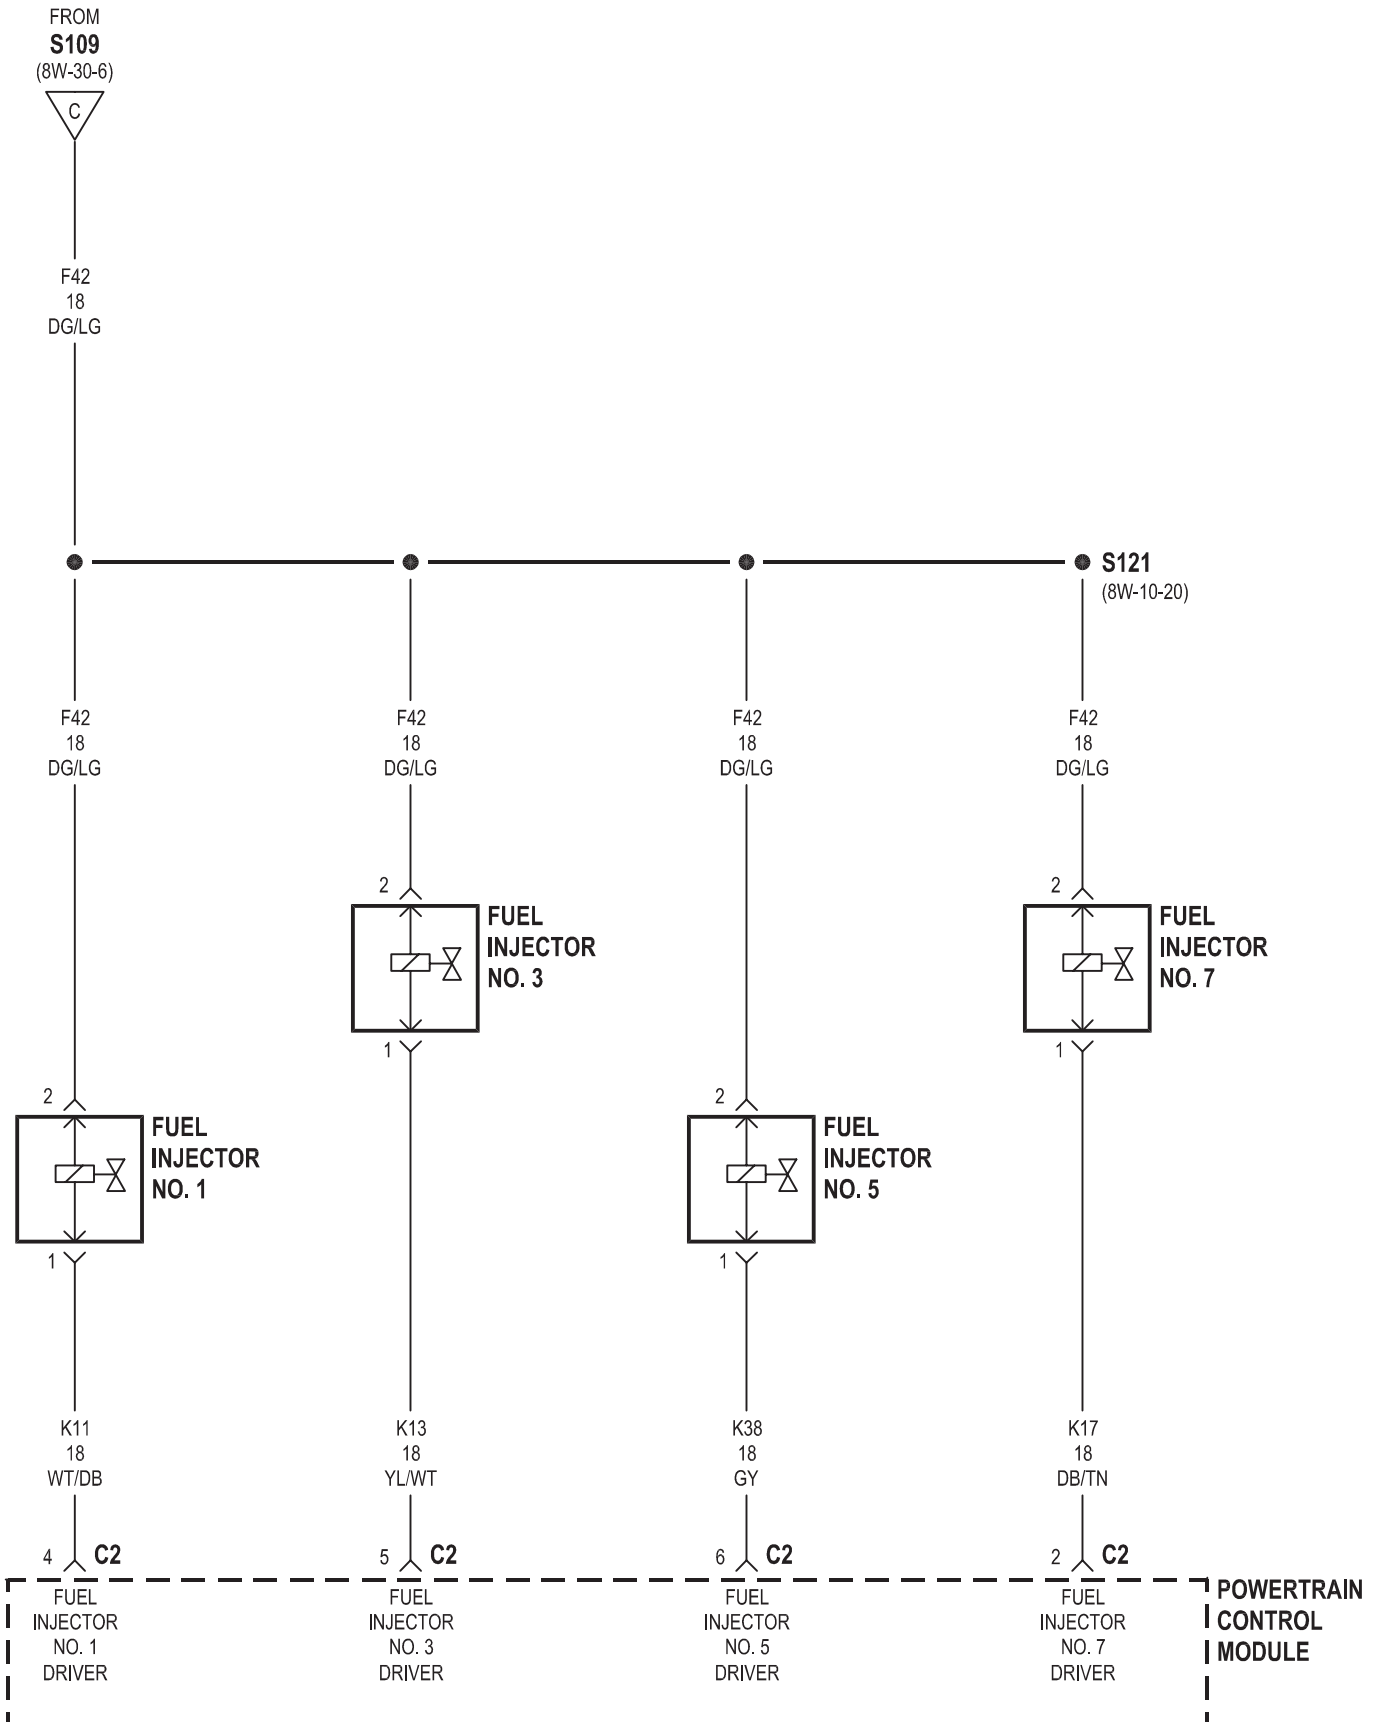 FROM
S109
(8W-30-6)
C
F42
18
DG/LG
S121
(8W-10-20)
F42
18
DG/LG
F42
18
DG/LG
F42
18
DG/LG
F42
18
DG/LG
2
FUEL
INJECTOR
NO. 3
1
2
FUEL
INJECTOR
NO. 7
1
2
FUEL
INJECTOR
NO. 1
1
2
FUEL
INJECTOR
NO. 5
1
K11
18
WT/DB
K13
18
YL/WT
K38
18
GY
K17
18
DB/TN
4 C2
5 C2
6 C2
2 C2
FUEL
INJECTOR
NO. 1
DRIVER
FUEL
INJECTOR
NO. 3
DRIVER
FUEL
INJECTOR
NO. 5
DRIVER
FUEL
INJECTOR
NO. 7
DRIVER
POWERTRAIN
CONTROL
MODULE